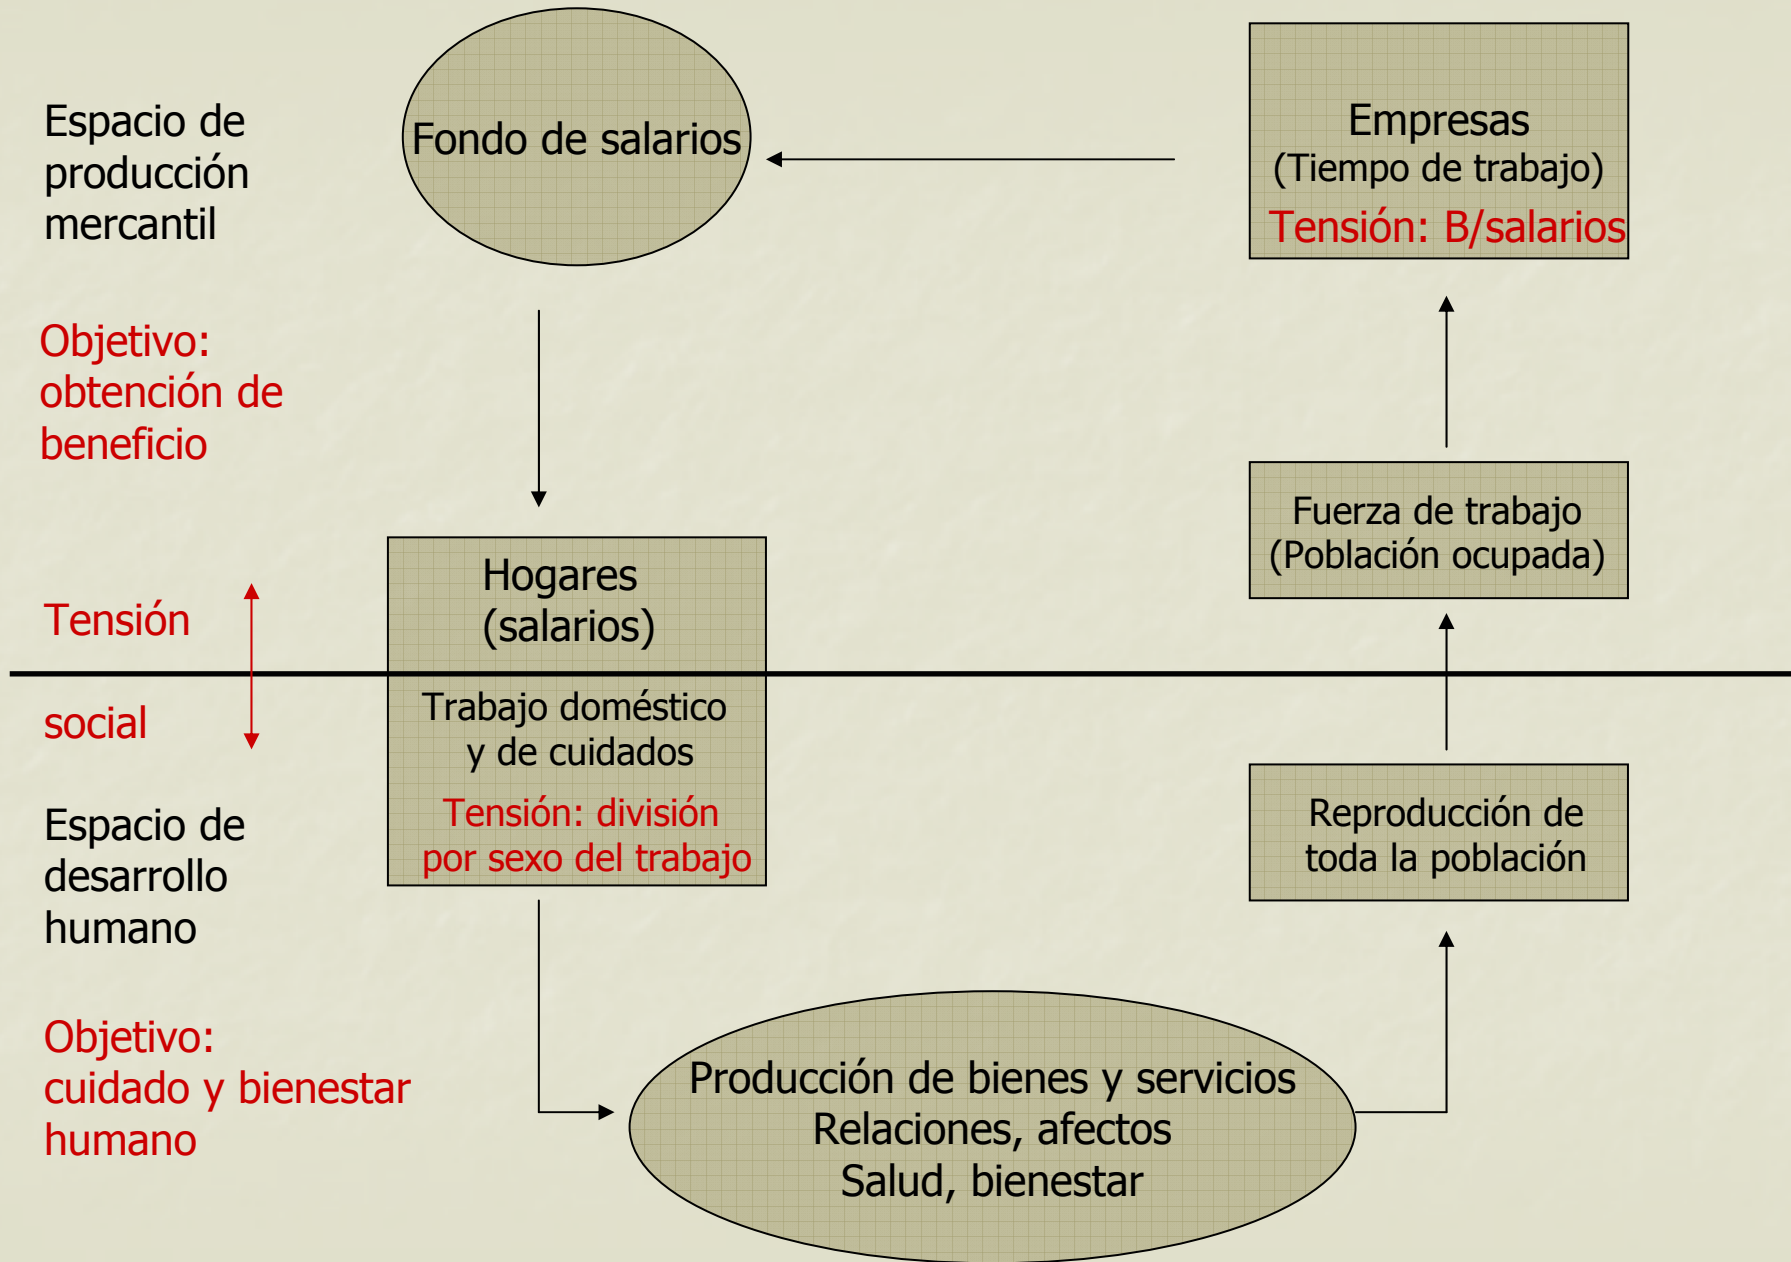 Espacio de
producción
mercantil
Objetivo:
obtención de
beneficio
Tensión
social
Espacio de
desarrollo
humano
Objetivo:
cuidado y bienestar
humano
Fondo de salarios
Hogares
(salarios)
Trabajo doméstico
y de cuidados
Tensión: división
por sexo del trabajo
Producción de bienes y servicios
Relaciones, afectos
Salud, bienestar
Reproducción de
toda la población
Fuerza de trabajo
(Población ocupada)
Empresas
(Tiempo de trabajo)
Tensión: B/salarios